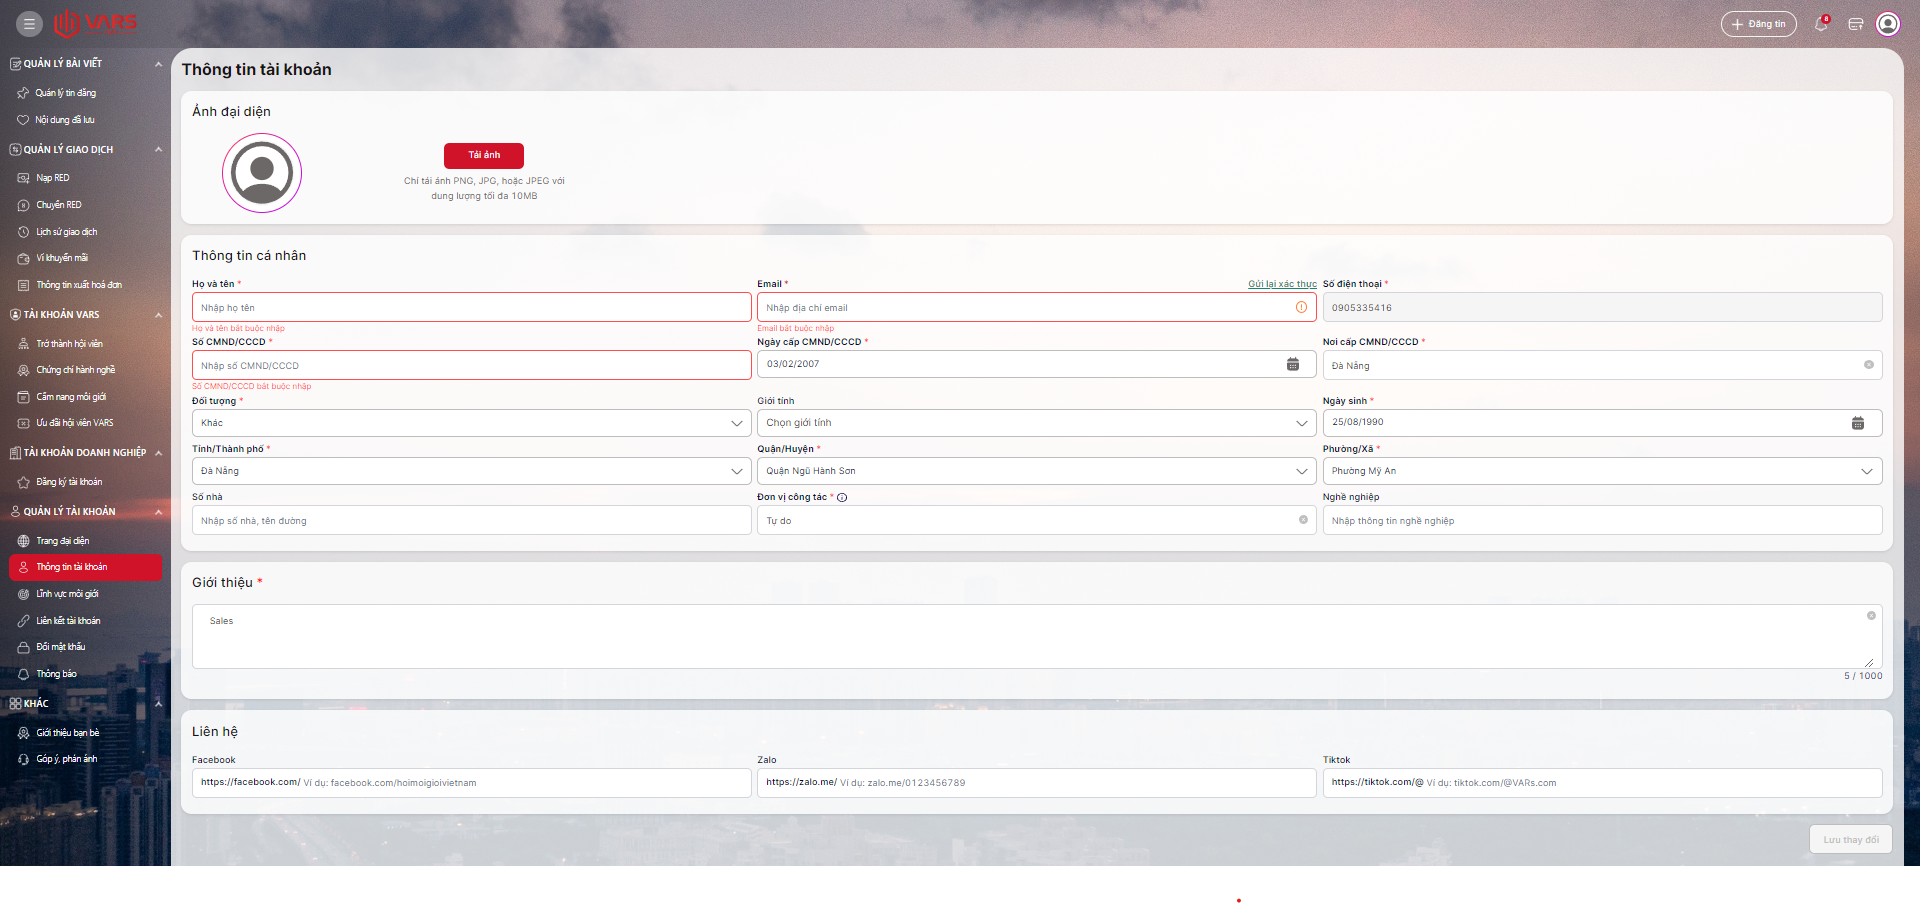 VARS
Đăng tin
8
QUẢN LÝ BÀI VIẾT
Quản lý tin đăng
Nội dung đã lưu
QUẢN LÝ GIAO DỊCH
Nạp RED
Chuyển RED
Lịch sử giao dịch
Ví khuyến mãi
Thông tin xuất hoá đơn
TÀI KHOẢN VARS
Trở thành hội viên
Chứng chỉ hành nghề
Cẩm nang môi giới
Ưu đãi hội viên VARS
TÀI KHOẢN DOANH NGHIỆP
Đăng ký tài khoản
QUẢN LÝ TÀI KHOẢN
Trang đại diện
Thông tin tài khoản
Lĩnh vực môi giới
Liên kết tài khoản
Đổi mật khẩu
Thông báo
KHÁC
Giới thiệu bạn bè
Góp ý, phản ánh
Thông tin tài khoản
Ảnh đại diện
Tải ảnh
Chỉ tải ảnh PNG, JPG, hoặc JPEG với
dung lượng tối đa 10MB
Thông tin cá nhân
Họ và tên *
Nhập họ tên
Họ và tên bắt buộc nhập
Email *
Gửi lại xác thực
Nhập địa chỉ email
Email bắt buộc nhập
Số điện thoại *
0905335416
Số CMND/CCCD *
Nhập số CMND/CCCD
Số CMND/CCCD bắt buộc nhập
Ngày cấp CMND/CCCD *
03/02/2007
Nơi cấp CMND/CCCD *
Đà Nẵng
Đối tượng *
Khác
Giới tính
Chọn giới tính
Ngày sinh *
25/08/1990
Tỉnh/Thành phố *
Đà Nẵng
Quận/Huyện *
Quận Ngũ Hành Sơn
Phường/Xã *
Phường Mỹ An
Số nhà
Nhập số nhà, tên đường
Đơn vị công tác *
Tự do
Nghề nghiệp
Nhập thông tin nghề nghiệp
Giới thiệu *
Sales
5 / 1000
Liên hệ
Facebook
https://facebook.com/ Ví dụ: facebook.com/hoimoigioivietnam
Zalo
https://zalo.me/ Ví dụ: zalo.me/0123456789
Tiktok
https://tiktok.com/@ Ví dụ: tiktok.com/@VARs.com
Lưu thay đổi